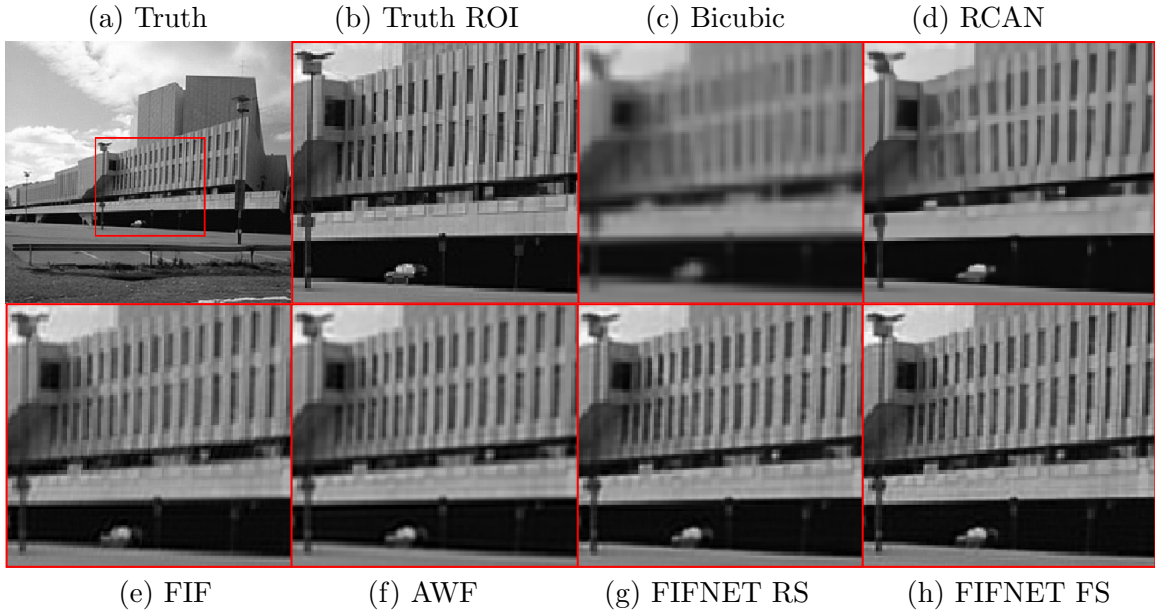 (a) Truth (b) Truth ROI (c) Bicubic (d) RCAN
(e) FIF (f) AWF (g) FIFNET RS (h) FIFNET FS